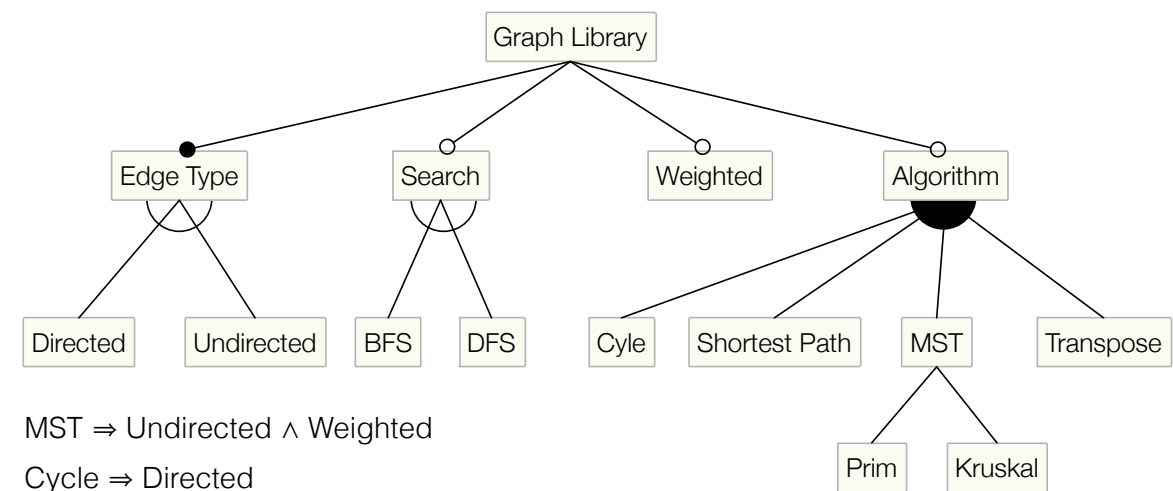 Graph Library
Edge Type Search Weighted Algorithm
Directed Undirected BFS DFS Cyle Shortest Path MST Transpose
MST ⇒ Undirected ∧ Weighted
Prim Kruskal
Cycle ⇒ Directed